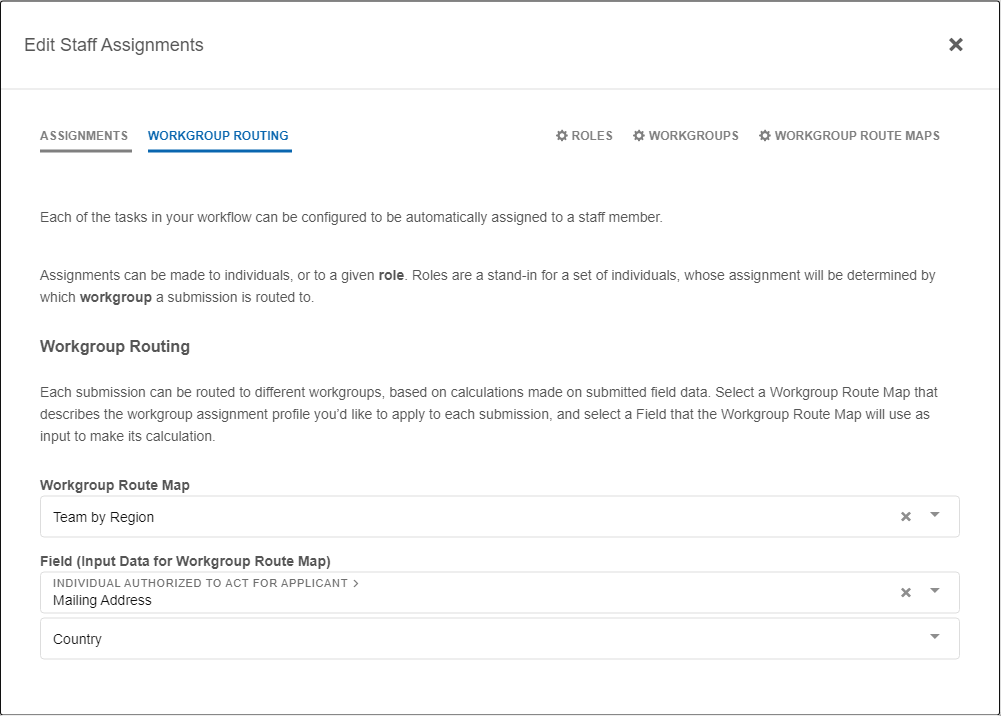 Edit Staff Assignments
ASSIGNMENTS WORKGROUP ROUTING ROLES WORKGROUPS WORKGROUP ROUTE MAPS
Each of the tasks in your workflow can be configured to be automatically assigned to a staff member.
Assignments can be made to individuals, or to a given role. Roles are a stand-in for a set of individuals, whose assignment will be determined by
which workgroup a submission is routed to.
Workgroup Routing
Each submission can be routed to different workgroups, based on calculations made on submitted field data. Select a Workgroup Route Map that
describes the workgroup assignment profile you’d like to apply to each submission, and select a Field that the Workgroup Route Map will use as
input to make its calculation.
Workgroup Route Map
Team by Region
Field (Input Data for Workgroup Route Map)
INDIVIDUAL AUTHORIZED TO ACT FOR APPLICANT >
Mailing Address
Country